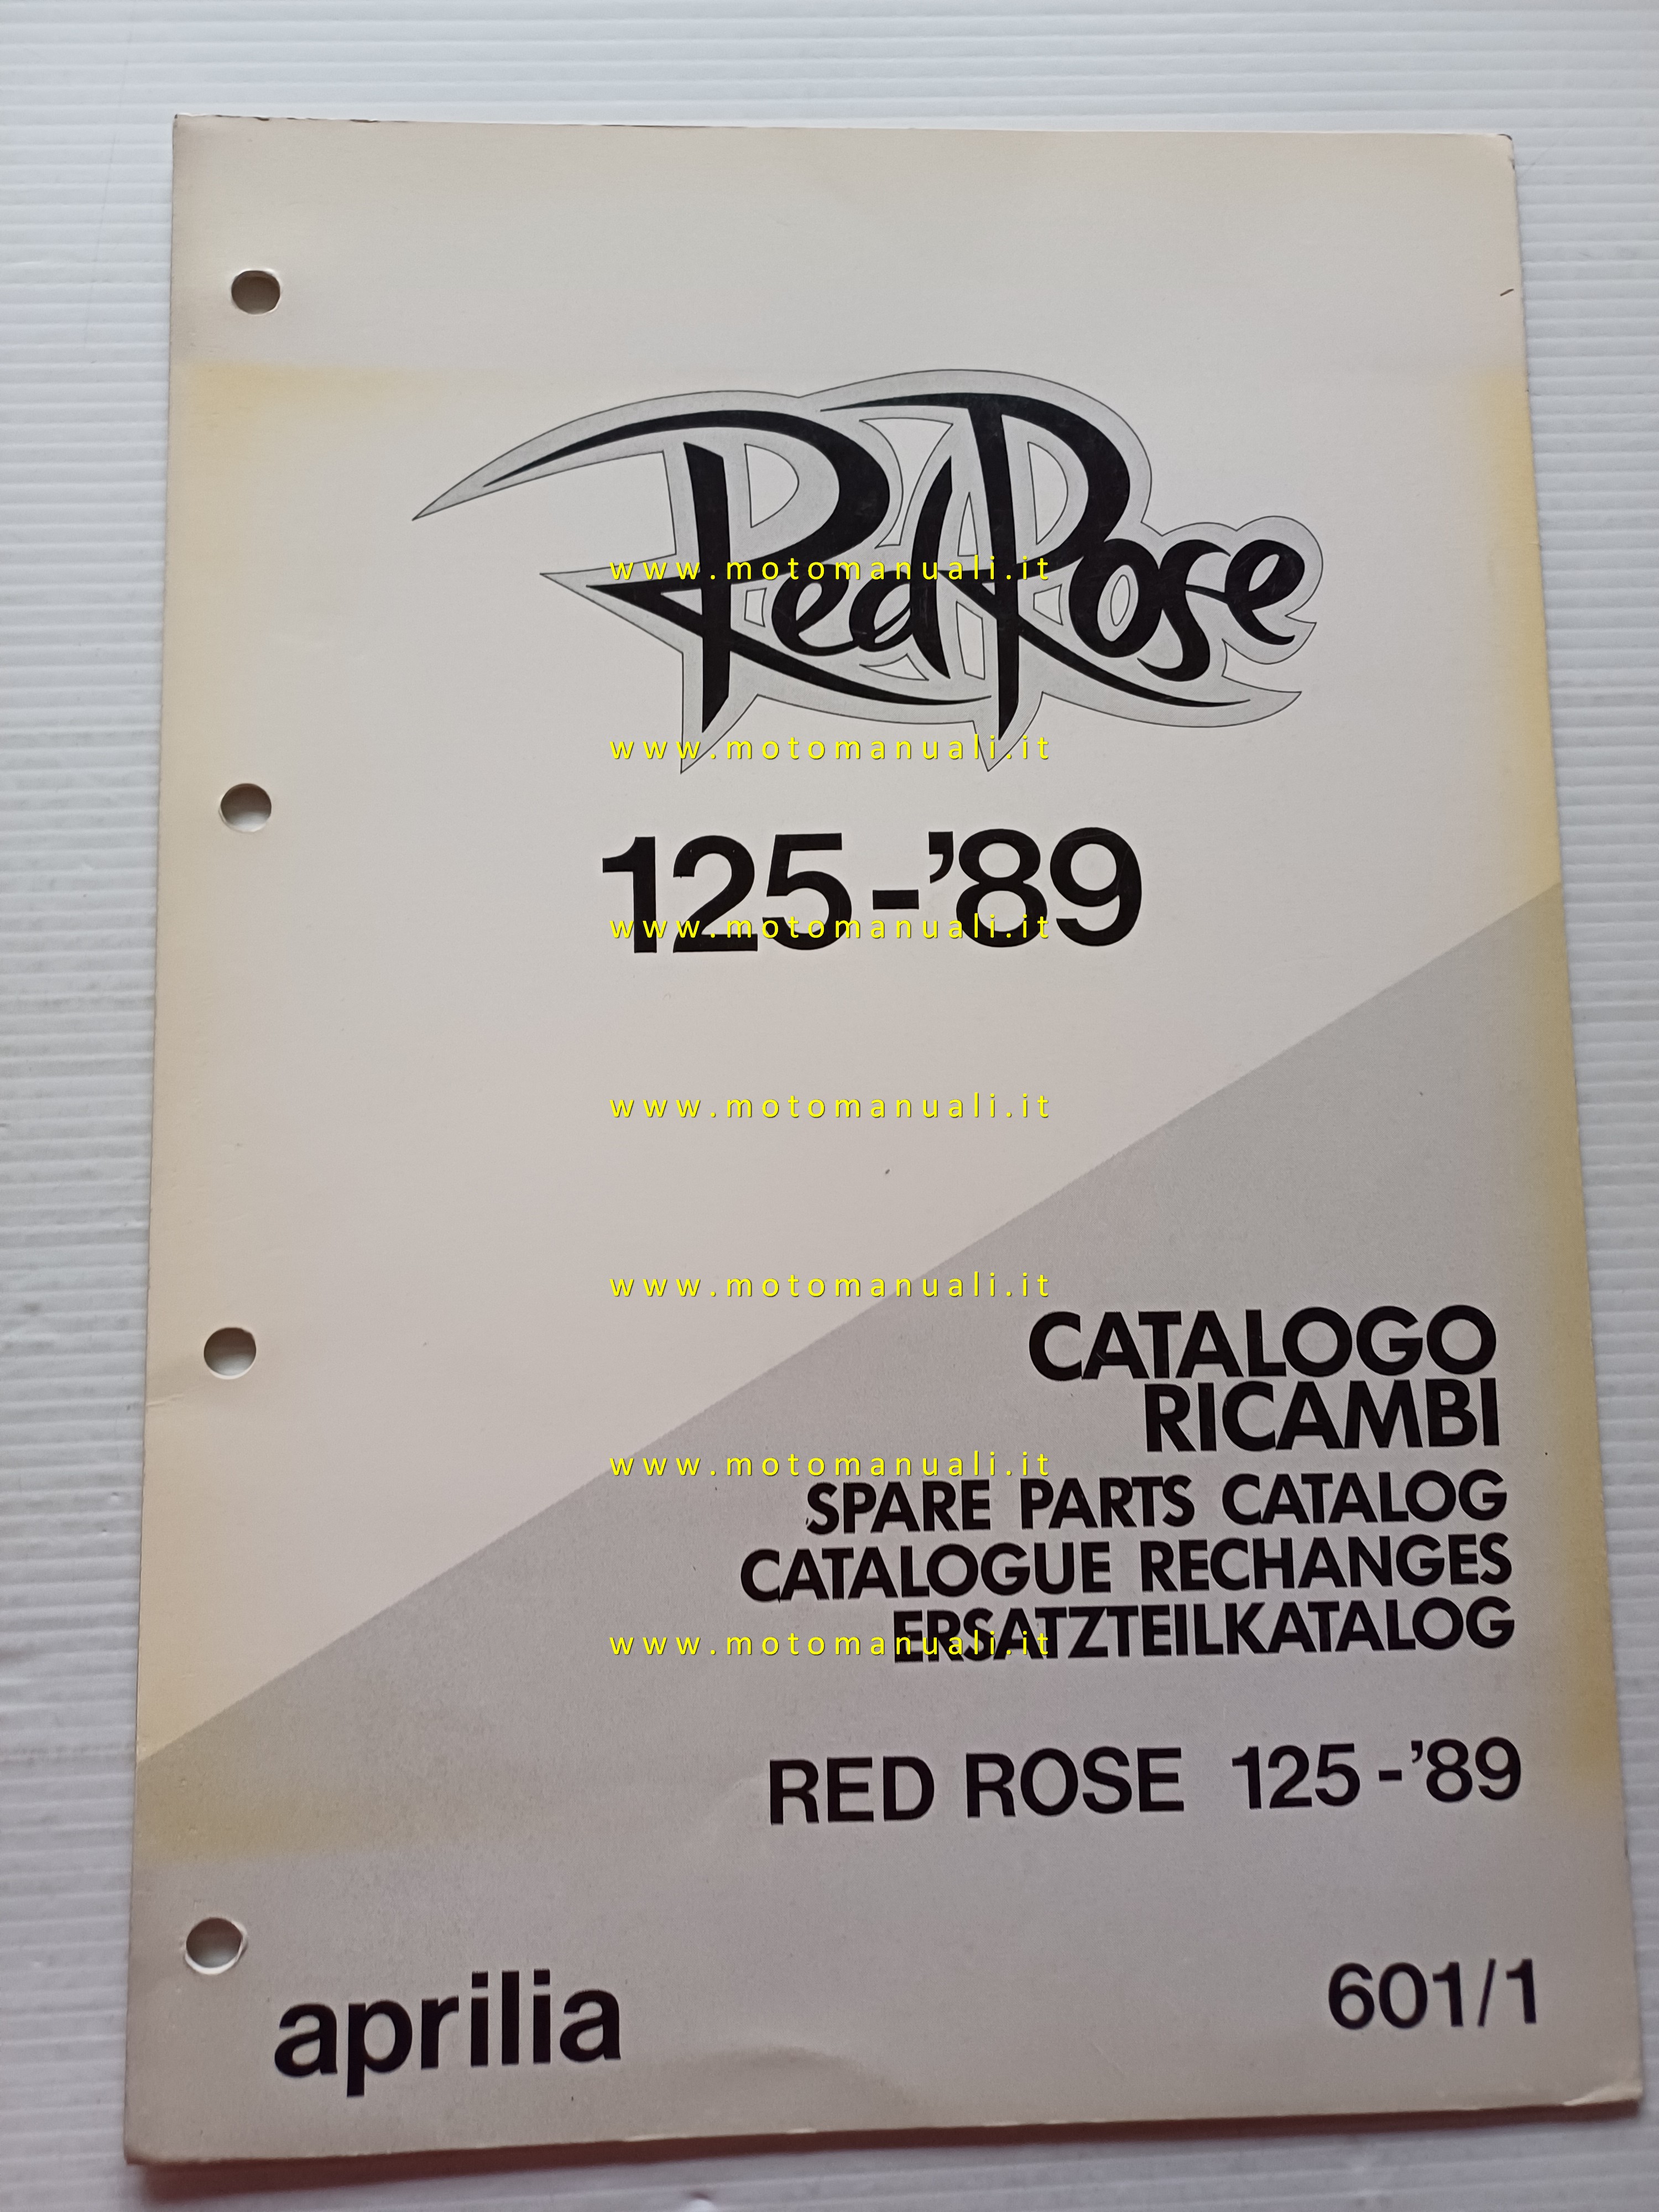 Red Rose
www.motomanuali.it
www.motomanuali.it
125-'89
www.motomanuali.it
www.motomanuali.it
www.motomanuali.it
CATALOGO
RICAMBI
www.motomanuali.it
SPARE PARTS CATALOG
CATALOGUE RECHANGES
ERSATZTEILKATALOG
www.motomanuali.it
RED ROSE 125-'89
601/1
aprilia